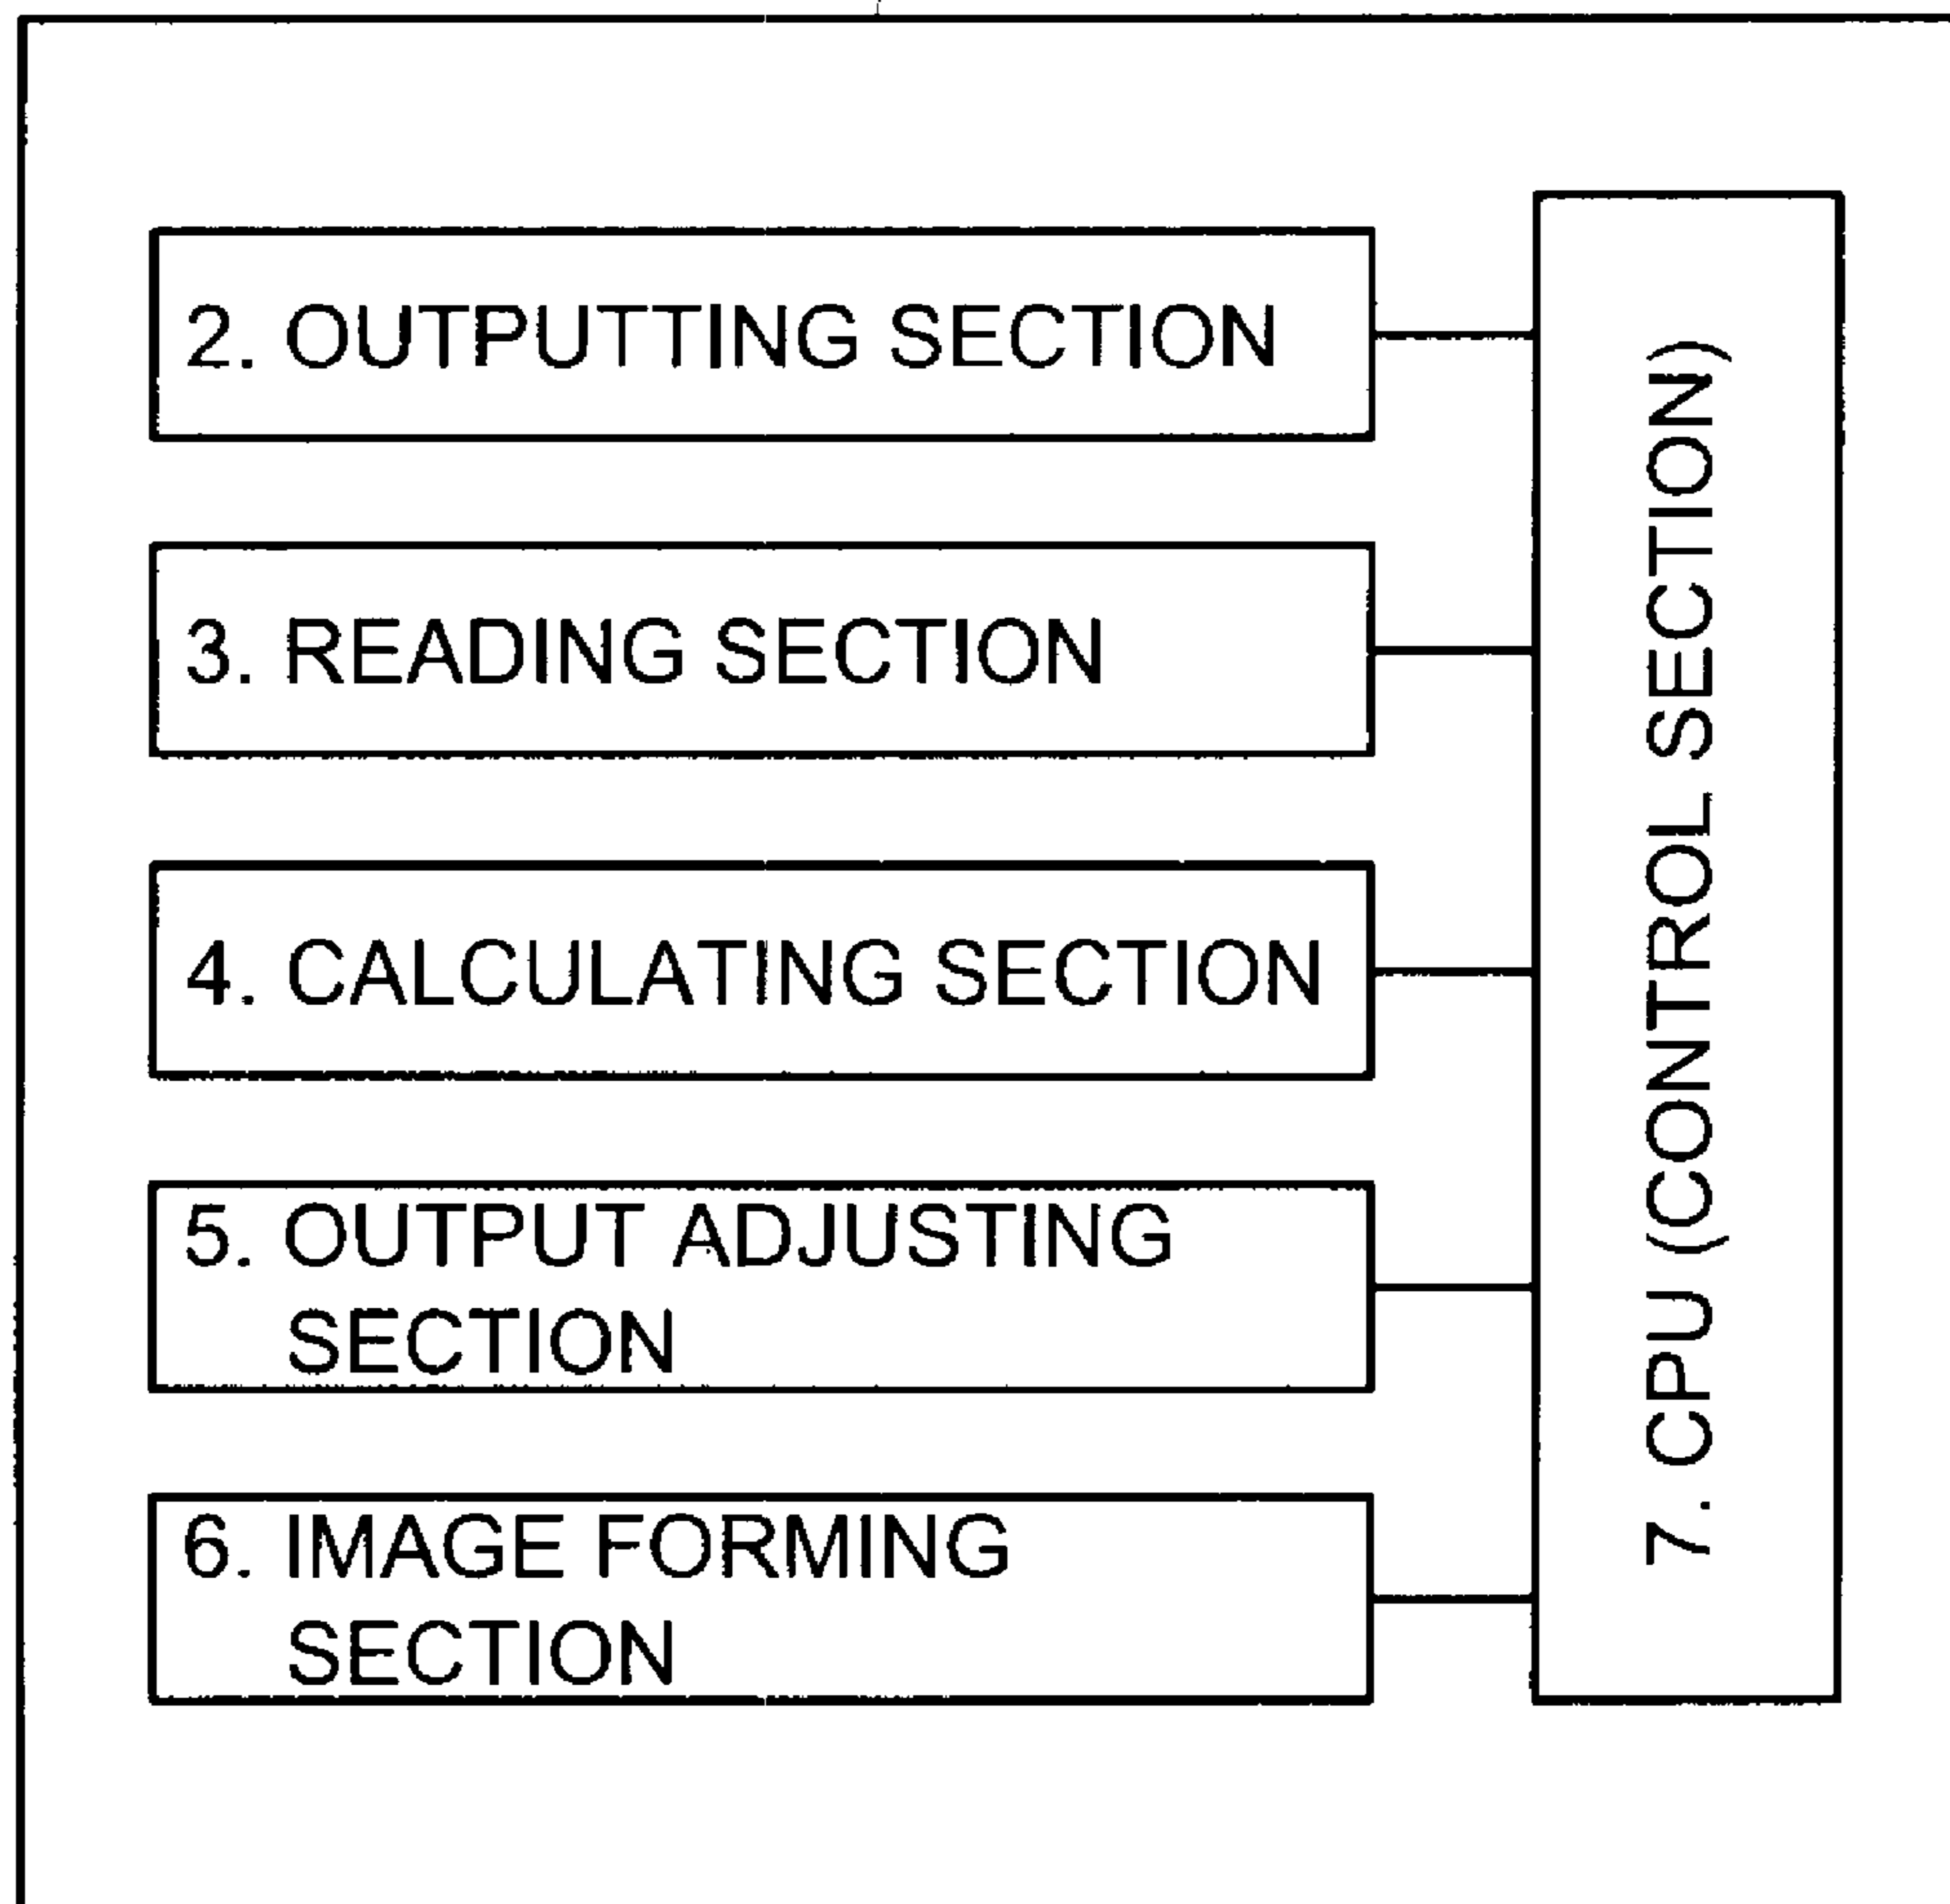 2. OUTPUTTING SECTION
3. READING SECTION
4. CALCULATING SECTION
5. OUTPUT ADJUSTING
SECTION
6. IMAGE FORMING
SECTION
7. CPU (CONTROL SECTION)